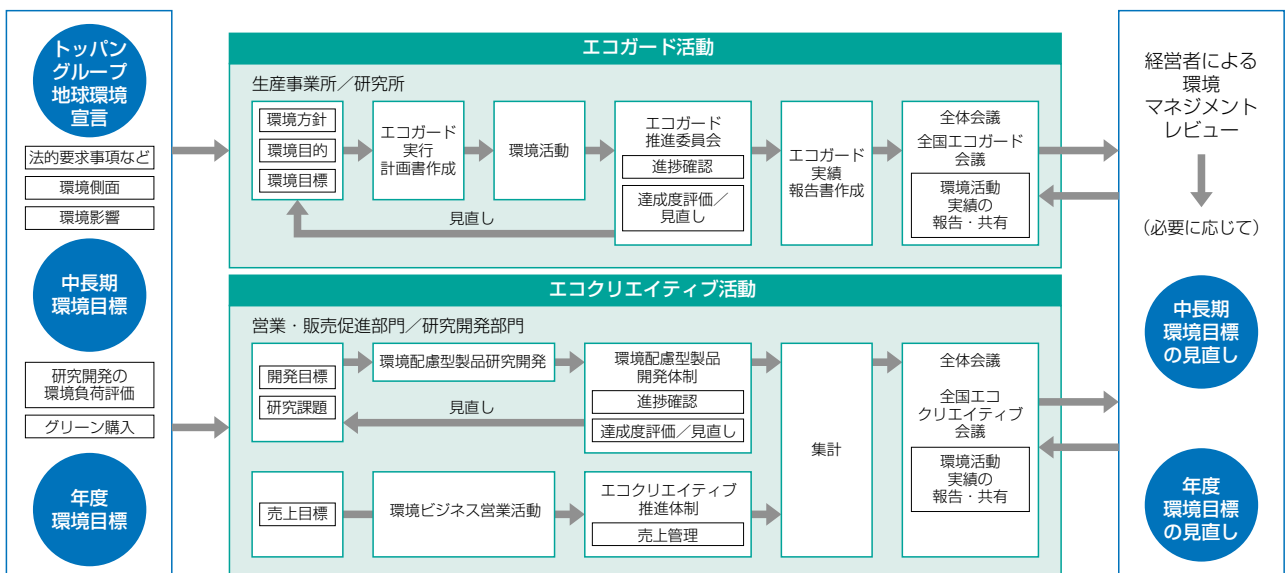 トッパン
グループ
地球環境
宣言
法的要求事項など
環境側面
環境影響
中長期
環境目標
研究開発の
環境負荷評価
グリーン購入
年度
環境目標
エコガード活動
生産事業所／研究所
環境方針
環境目的
環境目標
エコガード
実行
計画書作成
環境活動
エコガード
推進委員会
進捗確認
達成度評価／
見直し
見直し
エコガード
実績
報告書作成
全体会議
全国エコガード
会議
環境活動
実績の
報告・共有
エコクリエイティブ活動
営業・販売促進部門／研究開発部門
開発目標
研究課題
環境配慮型製品研究開発
見直し
環境配慮型製品
開発体制
進捗確認
達成度評価／見直し
売上目標
環境ビジネス営業活動
エコクリエイティブ
推進体制
売上管理
集計
全体会議
全国エコ
クリエイティブ
会議
環境活動
実績の
報告・共有
経営者による
環境
マネジメント
レビュー
（必要に応じて）
中長期
環境目標
の見直し
年度
環境目標
の見直し